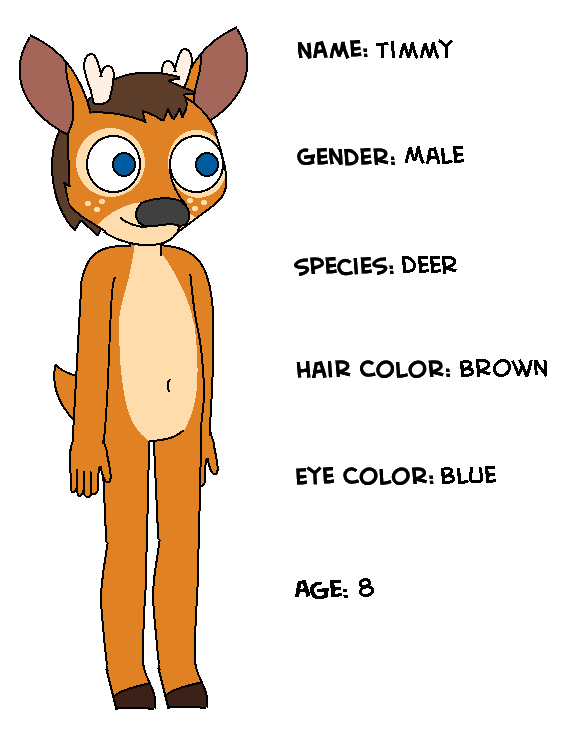 NAME: TIMMY
GENDER: MALE
SPECIES: DEER
HAIR COLOR: BROWN
EYE COLOR: BLUE
AGE: 8